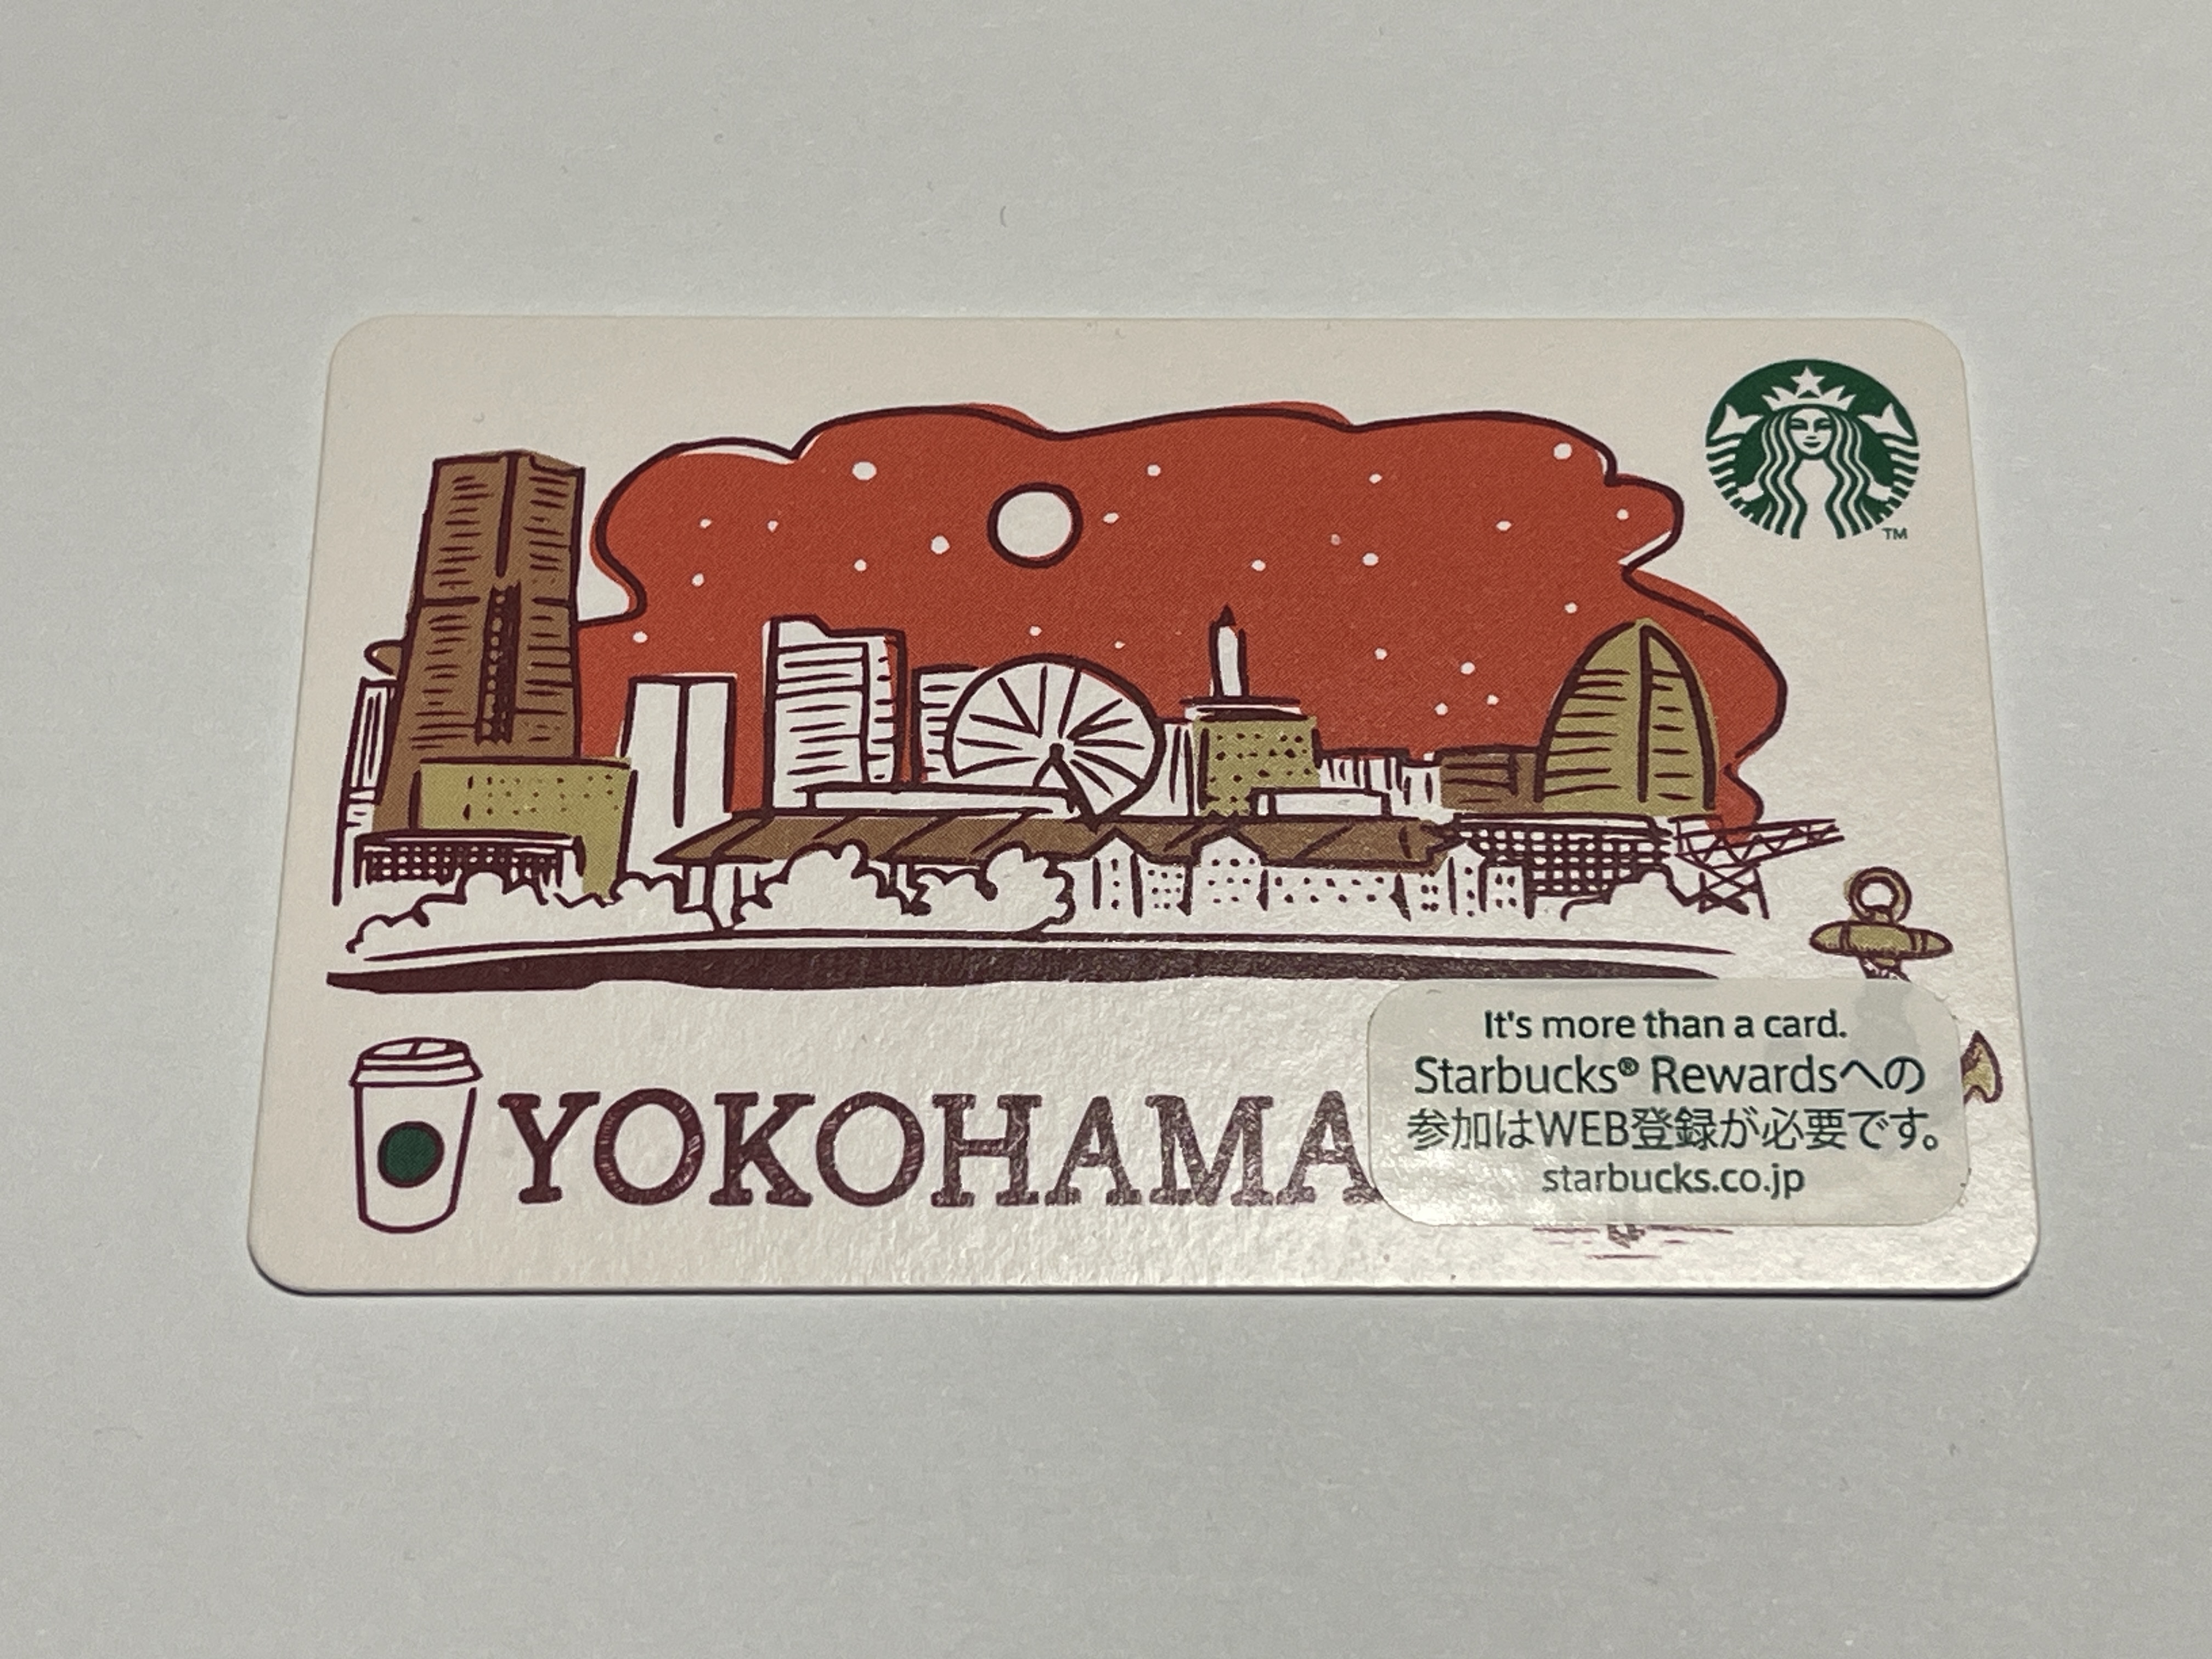 TM
YOKOHAMA
It's more than a card.
Starbucks® Rewardsへの
参加はWEB登録が必要です。
starbucks.co.jp